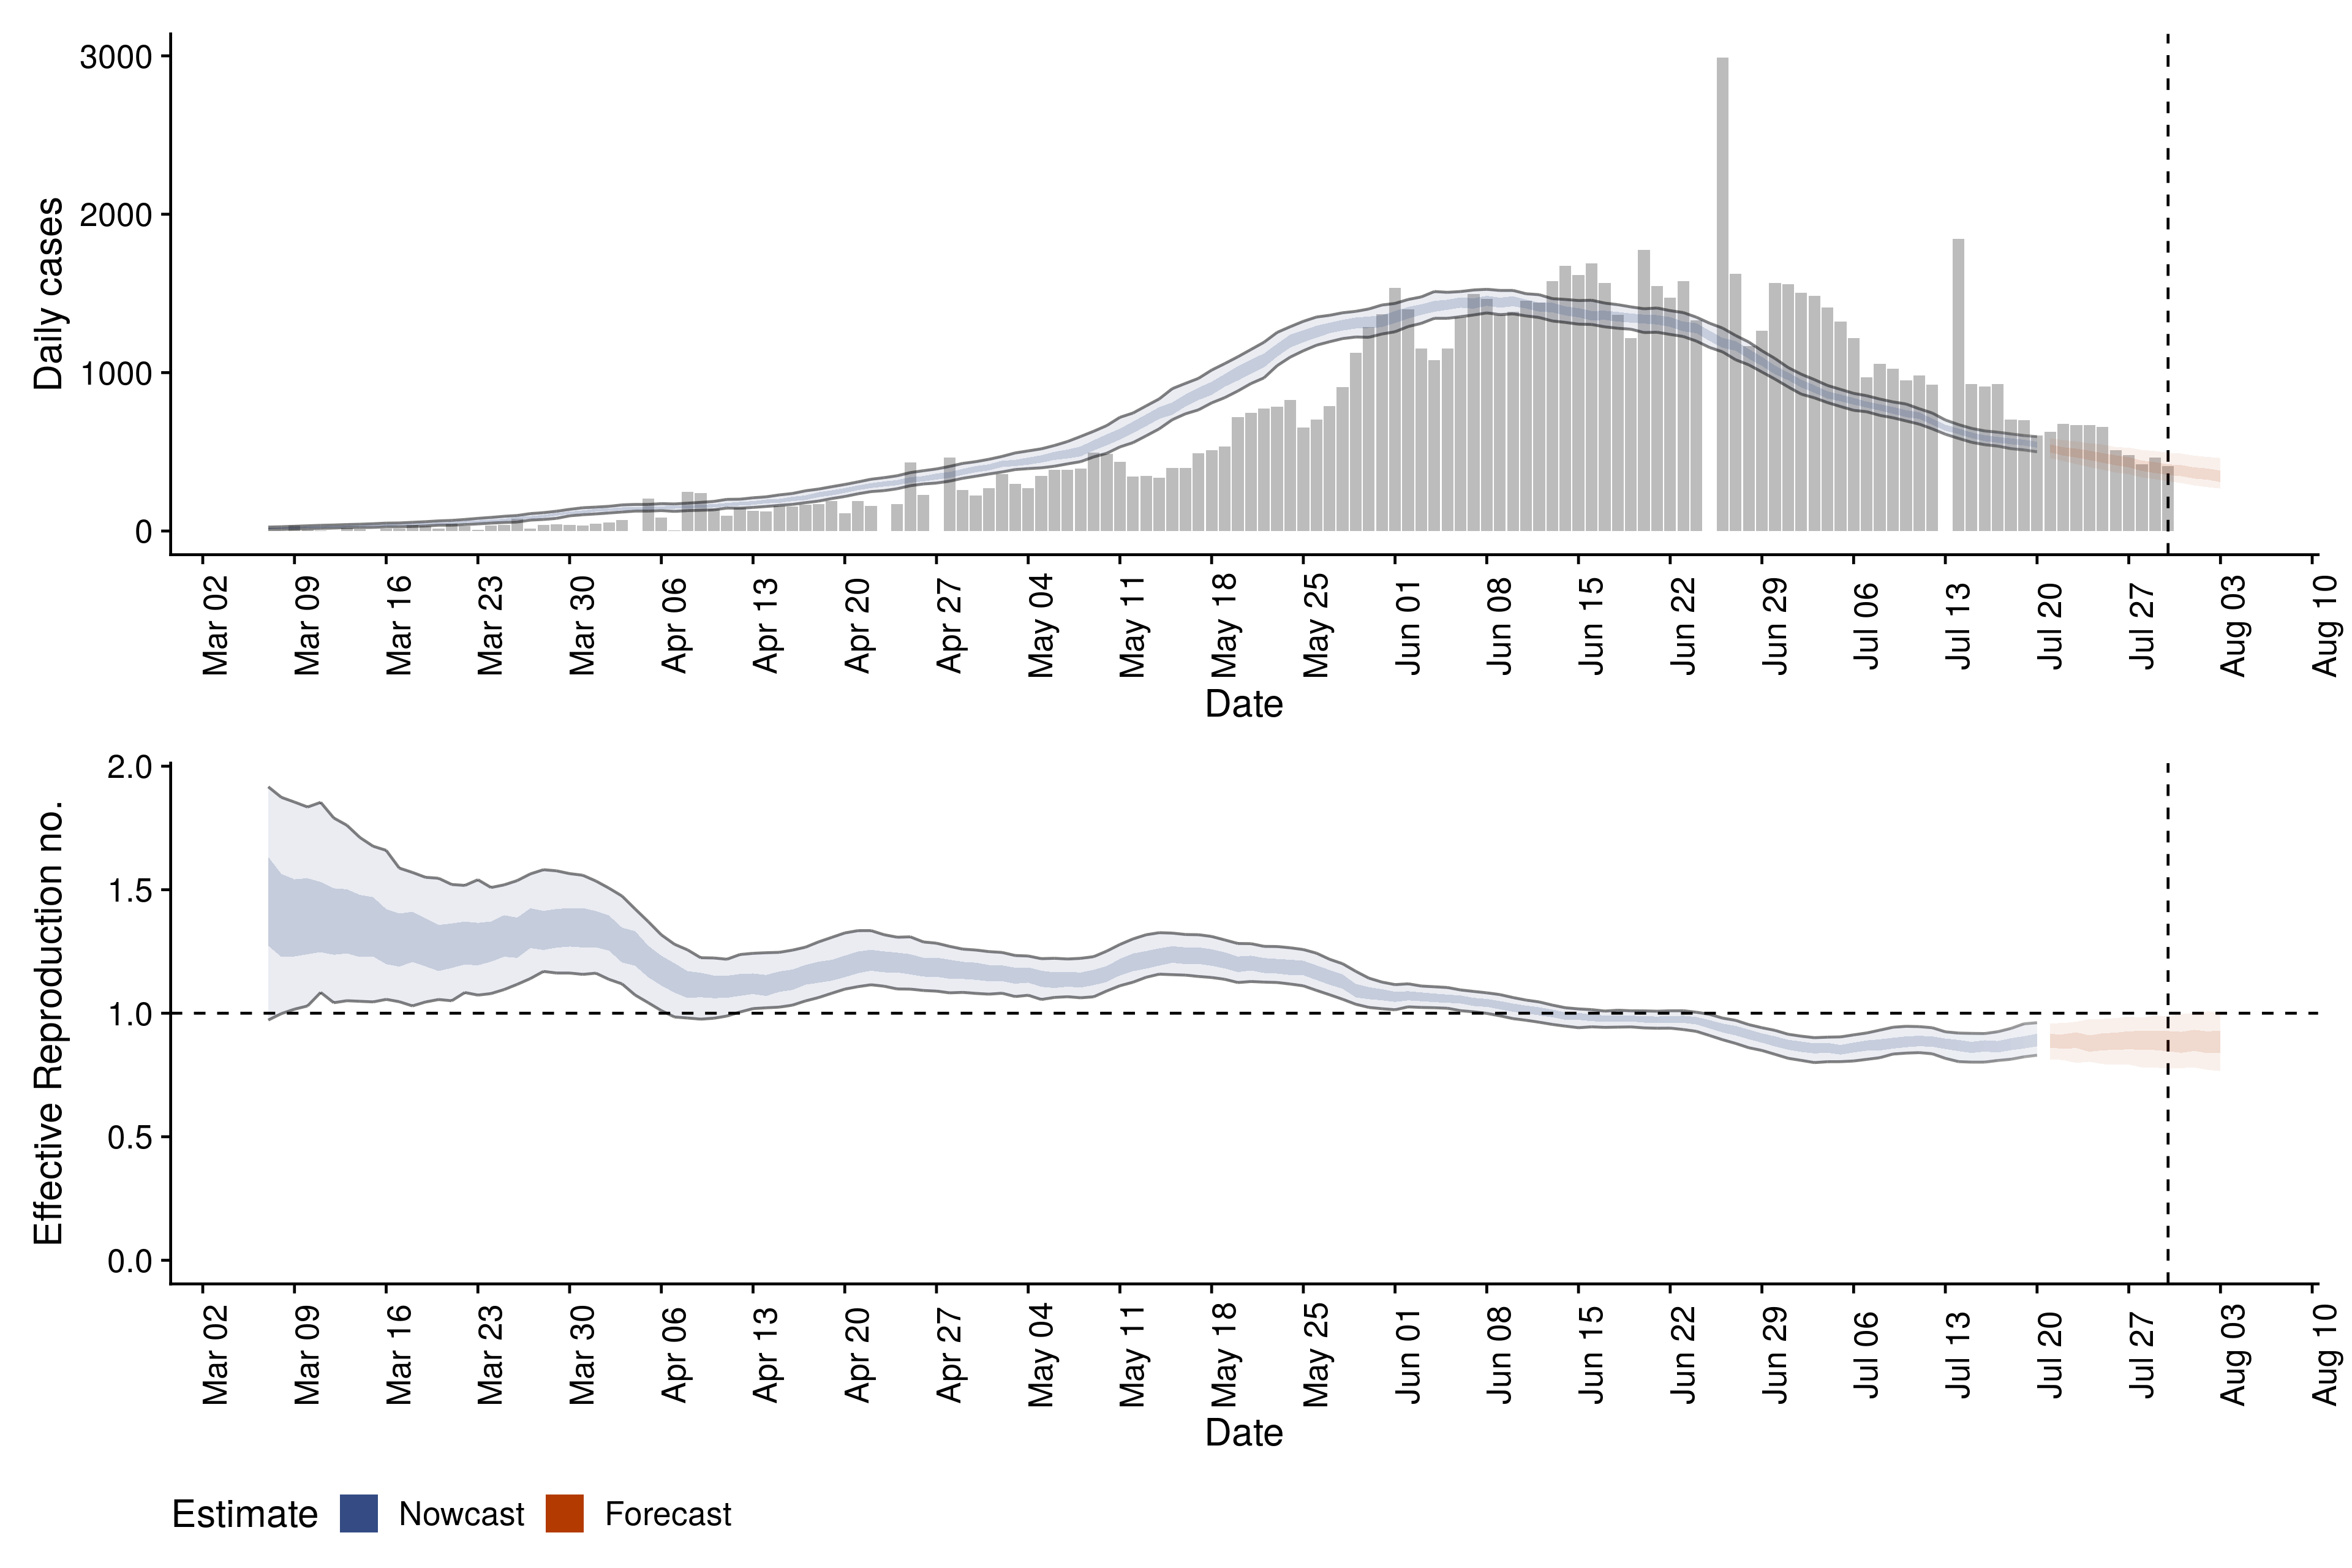 Daily cases
3000
2000
1000
0
Mar 02 Mar 09 Mar 16 Mar 23 Mar 30 Apr 06 Apr 13 Apr 20 Apr 27 May 04 May 11 May 18 May 25 Jun 01 Jun 08 Jun 15 Jun 22 Jun 29 Jul 06 Jul 13 Jul 20 Jul 27 Aug 03 Aug 10
Date
Effective Reproduction no.
2.0
1.5
1.0
0.5
0.0
Mar 02 Mar 09 Mar 16 Mar 23 Mar 30 Apr 06 Apr 13 Apr 20 Apr 27 May 04 May 11 May 18 May 25 Jun 01 Jun 08 Jun 15 Jun 22 Jun 29 Jul 06 Jul 13 Jul 20 Jul 27 Aug 03 Aug 10
Date
Estimate Nowcast Forecast